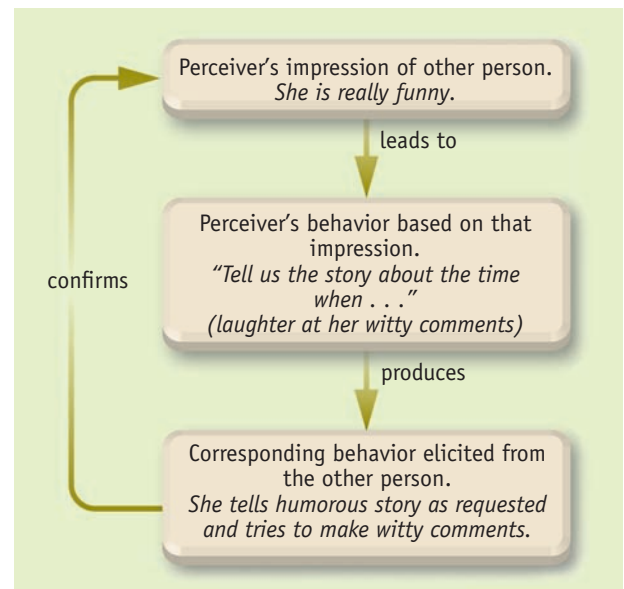 Perceiver's impression of other person.
She is really funny.
leads to
Perceiver's behavior based on that
impression.
"Tell us the story about the time
when . . ."
(laughter at her witty comments)
confirms
produces
Corresponding behavior elicited from
the other person.
She tells humorous story as requested
and tries to make witty comments.